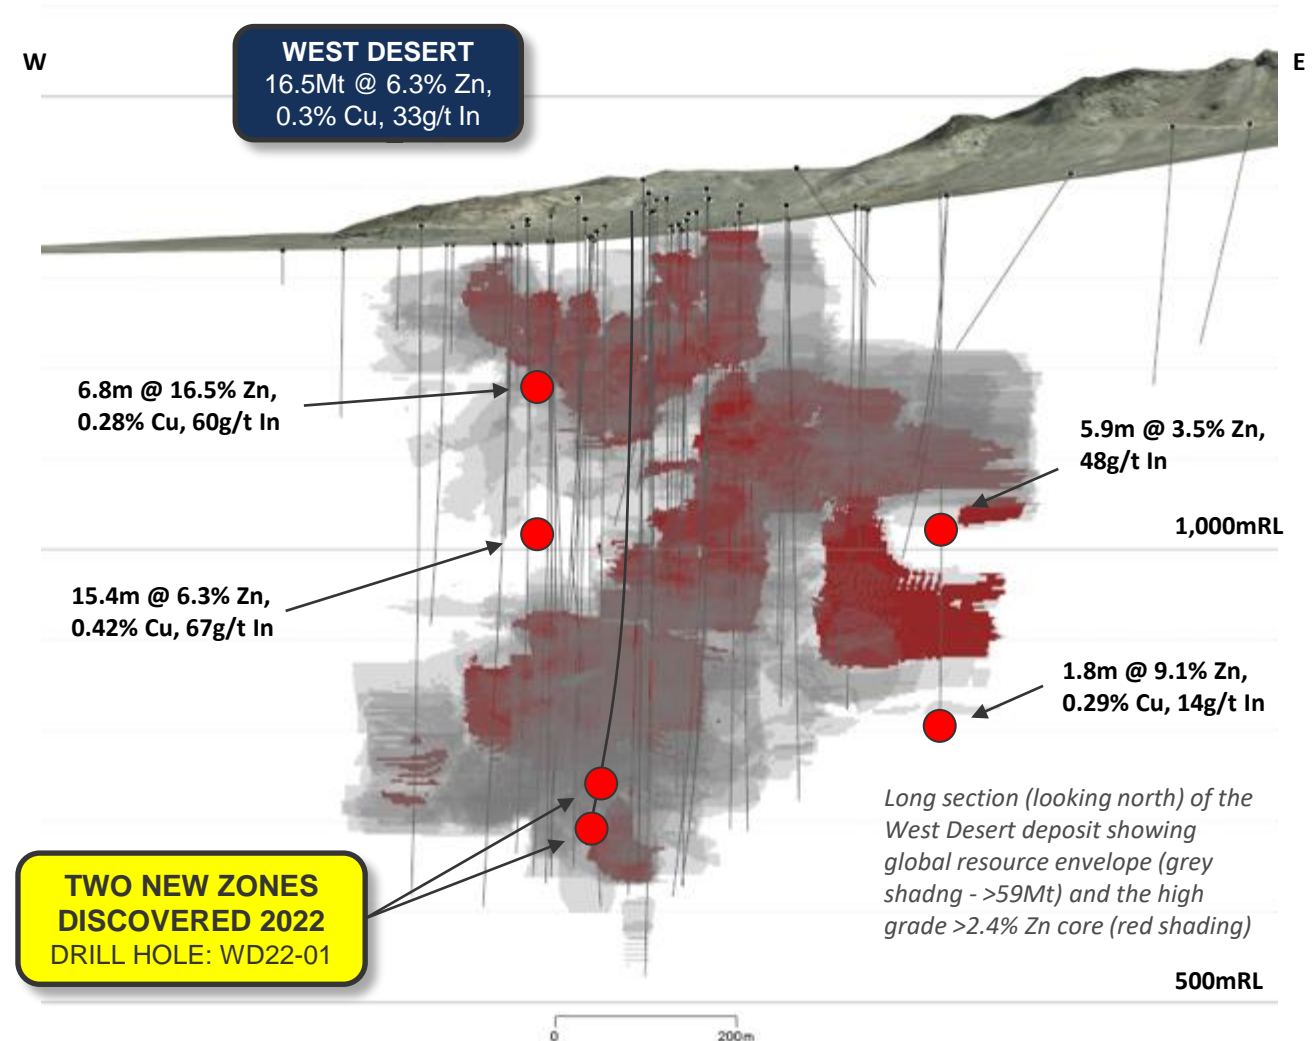 W
E
WEST DESERT
16.5Mt @ 6.3% Zn,
0.3% Cu, 33g/t In
6.8m @ 16.5% Zn,
0.28% Cu, 60g/t In
5.9m @ 3.5% Zn,
48g/t In
1,000mRL
15.4m @ 6.3% Zn,
0.42% Cu, 67g/t In
1.8m @ 9.1% Zn,
0.29% Cu, 14g/t In
Long section (looking north) of the
West Desert deposit showing
global resource envelope (grey
shadng - >59Mt) and the high
grade >2.4% Zn core (red shading)
TWO NEW ZONES
DISCOVERED 2022
DRILL HOLE: WD22-01
500mRL
0 200m